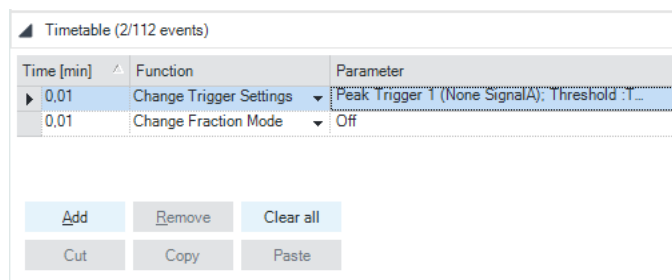 Timetable (2/112 events)
Time [min] Function Parameter
0,01 Change Trigger Settings Peak Trigger 1 (None SignalA); Threshold :T...
0,01 Change Fraction Mode Off
Add Remove Clear all
Cut Copy Paste